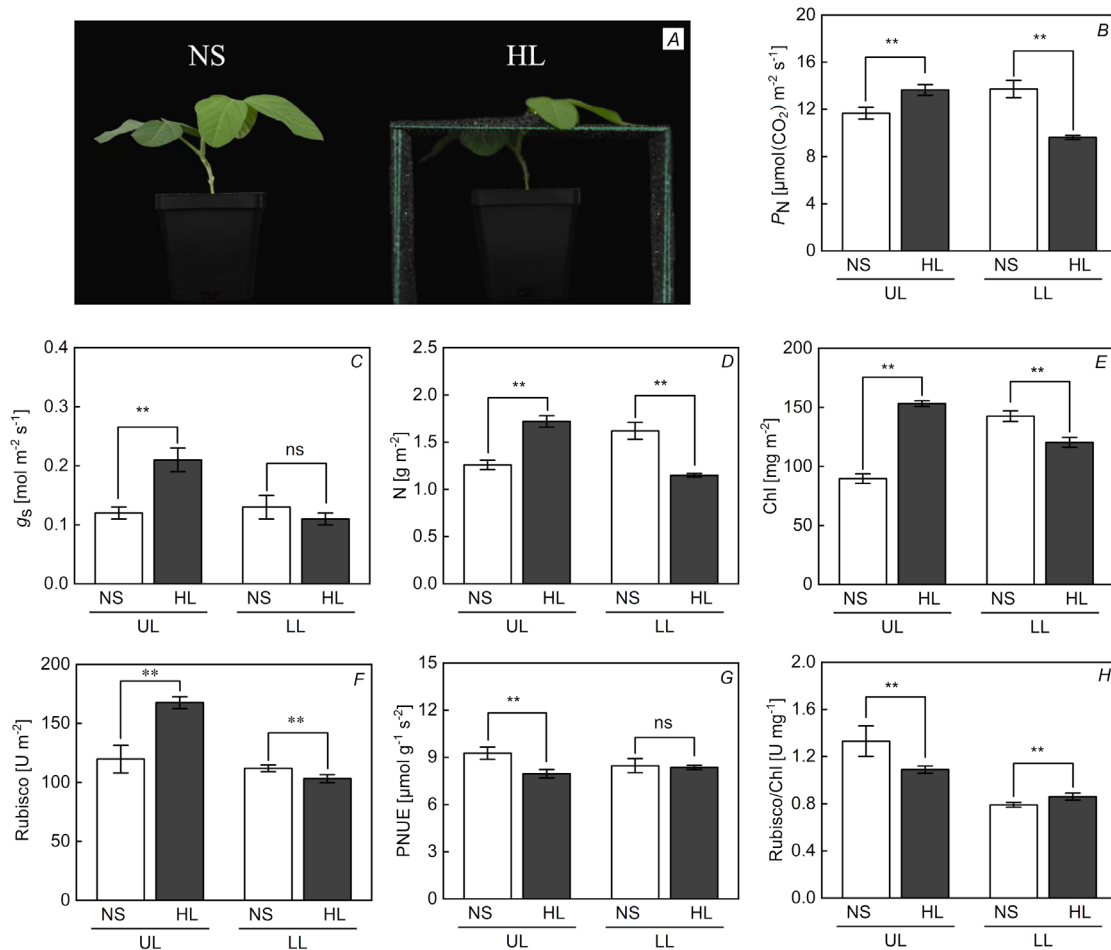 A
NS HL
B
P_N [µmol(CO₂) m⁻² s⁻¹]
20
16
12
8
4
0
** **
NS HL NS HL
UL LL
C
g_s [mol m⁻² s⁻¹]
0.4
0.3
0.2
0.1
0.0
** ns
NS HL NS HL
UL LL
D
N [g m⁻²]
2.5
2.0
1.5
1.0
0.5
0.0
** **
NS HL NS HL
UL LL
E
Chl [mg m⁻²]
200
150
100
50
0
** **
NS HL NS HL
UL LL
F
Rubisco [U m⁻²]
200
150
100
50
0
** **
NS HL NS HL
UL LL
G
PNUE [µmol g⁻¹ s⁻²]
15
12
9
6
3
0
** ns
NS HL NS HL
UL LL
H
Rubisco/Chl [U mg⁻¹]
2.0
1.6
1.2
0.8
0.4
0.0
** **
NS HL NS HL
UL LL